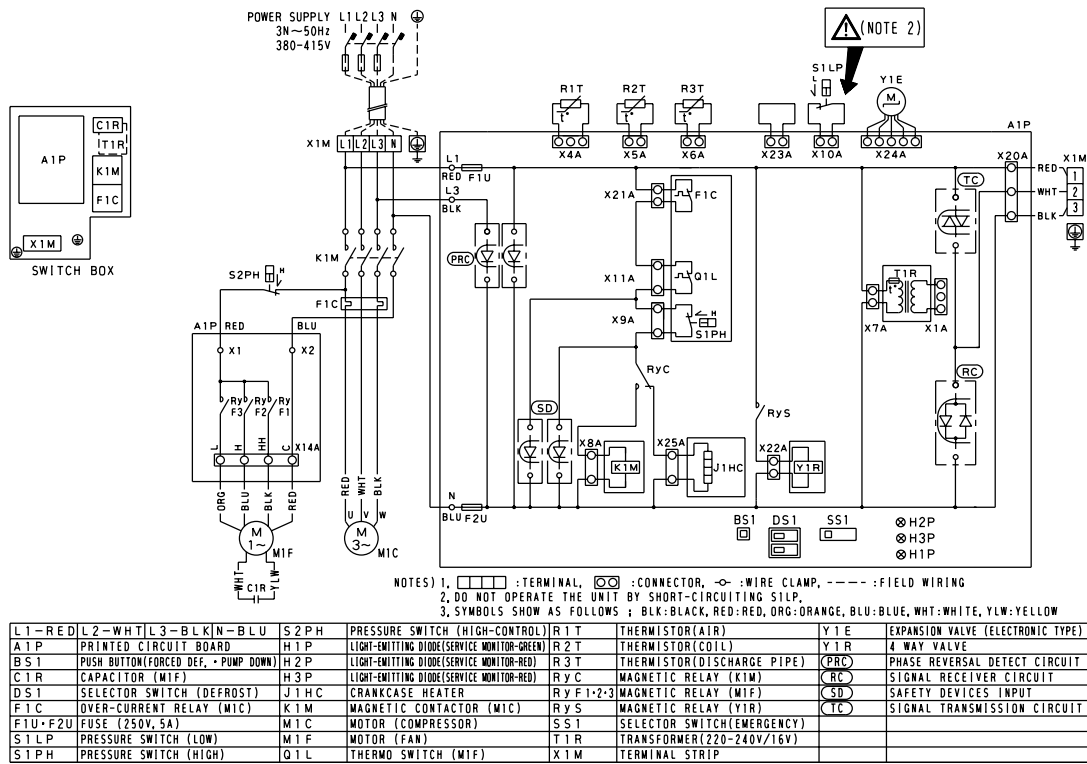 POWER SUPPLY L1 L2 L3 N
3N~50Hz
380-415V
(NOTE 2)
S1LP
L
Y1E
M
R1T
R2T
R3T
t°
t°
t°
X4A
X5A
X6A
X23A
X10A
X24A
A1P
X1M L1 L2 L3 N
L1
RED F1U
L3
BLK
X20A
X1M
RED
WHT
BLK
1
2
3
TC
A1P
C1R
T1R
K1M
F1C
X1M
SWITCH BOX
X21A
F1C
X11A
Q1L
X9A
H
S1PH
PRC
K1M
S2PH
H
F1C
T1R
t°
X7A
X1A
RyC
RC
RyS
SD
A1P RED
BLU
X1
X2
Ry F3
Ry F2
Ry F1
L
H
HH
C
X14A
ORG
BLU
BLK
RED
M
1~
M1F
WHT
C1R
YLW
RED
WHT
BLK
U
V
W
M
3~
M1C
N
BLU F2U
X8A
K1M
X25A
J1HC
X22A
Y1R
BS1
DS1
SS1
H2P
H3P
H1P
NOTES) 1, :TERMINAL, :CONNECTOR, :WIRE CLAMP, ---- :FIELD WIRING
2, DO NOT OPERATE THE UNIT BY SHORT-CIRCUITING S1LP,
3, SYMBOLS SHOW AS FOLLOWS ; BLK:BLACK, RED:RED, ORG:ORANGE, BLU:BLUE, WHT:WHITE, YLW:YELLOW
L1-RED L2-WHT L3-BLK N-BLU S2PH PRESSURE SWITCH (HIGH-CONTROL) R1T THERMISTOR(AIR) Y1E EXPANSION VALVE (ELECTRONIC TYPE)
A1P PRINTED CIRCUIT BOARD H1P LIGHT-EMITTING DIODE(SERVICE MONITOR-GREEN) R2T THERMISTOR(COIL) Y1R 4 WAY VALVE
BS1 PUSH BUTTON(FORCED DEF, ・PUMP DOWN) H2P LIGHT-EMITTING DIODE(SERVICE MONITOR-RED) R3T THERMISTOR(DISCHARGE PIPE) PRC PHASE REVERSAL DETECT CIRCUIT
C1R CAPACITOR (M1F) H3P LIGHT-EMITTING DIODE(SERVICE MONITOR-RED) RyC MAGNETIC RELAY (K1M) RC SIGNAL RECEIVER CIRCUIT
DS1 SELECTOR SWITCH (DEFROST) J1HC CRANKCASE HEATER RyF1・2・3 MAGNETIC RELAY (M1F) SD SAFETY DEVICES INPUT
F1C OVER-CURRENT RELAY (M1C) K1M MAGNETIC CONTACTOR (M1C) RyS MAGNETIC RELAY (Y1R) TC SIGNAL TRANSMISSION CIRCUIT
F1U・F2U FUSE (250V, 5A) M1C MOTOR (COMPRESSOR) SS1 SELECTOR SWITCH(EMERGENCY)
S1LP PRESSURE SWITCH (LOW) M1F MOTOR (FAN) T1R TRANSFORMER(220-240V/16V)
S1PH PRESSURE SWITCH (HIGH) Q1L THERMO SWITCH (M1F) X1M TERMINAL STRIP